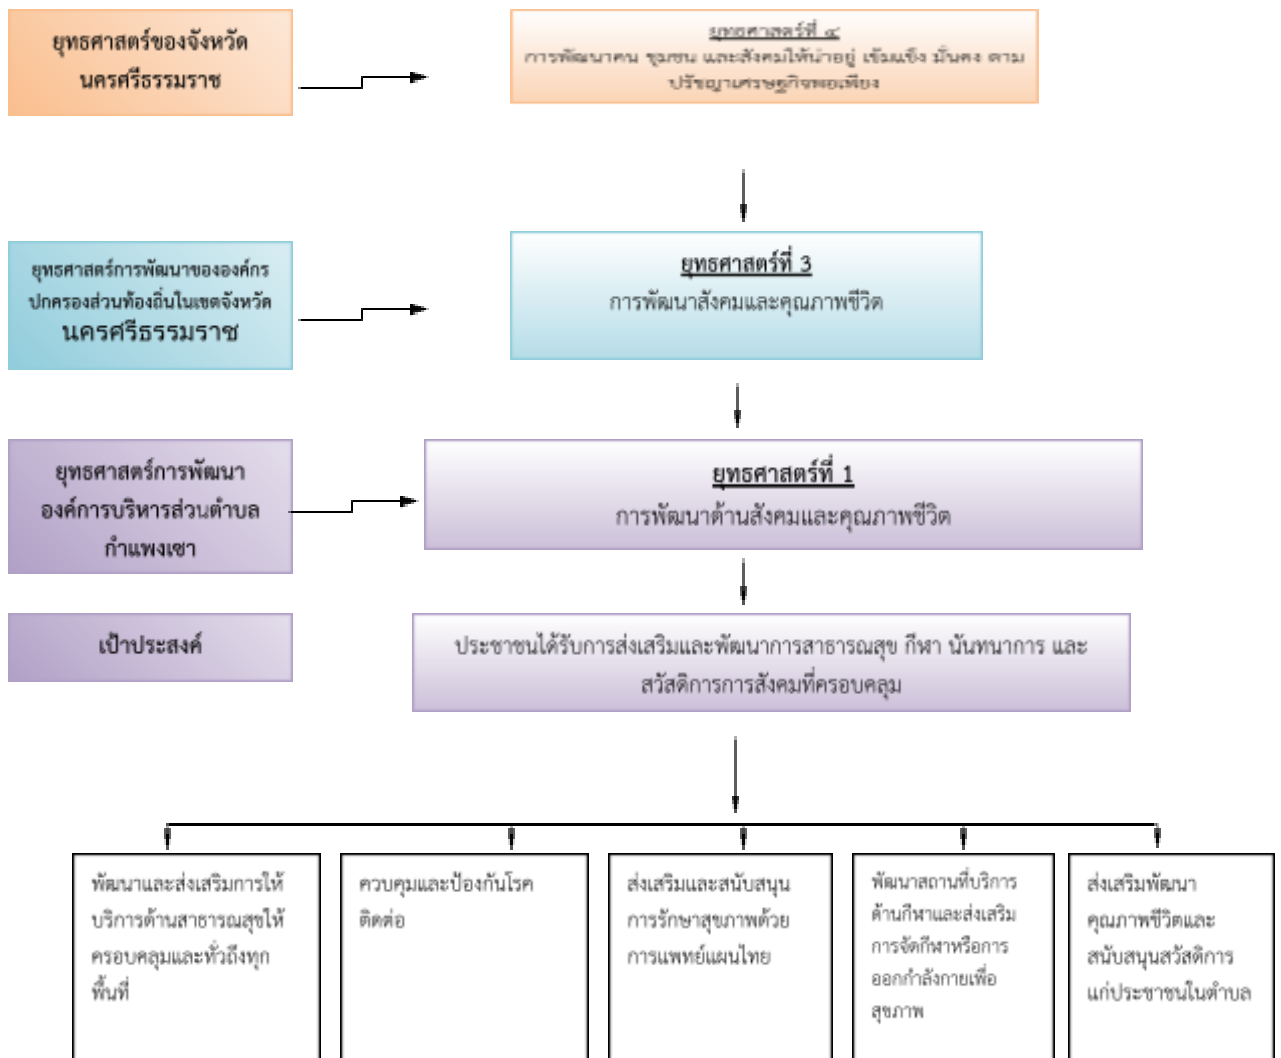 ยุทธศาสตร์ของจังหวัด
นครศรีธรรมราช
ยุทธศาสตร์ที่ ๔
การพัฒนาคน ชุมชน และสังคมให้น่าอยู่ เข้มแข็ง มั่นคง ตาม
ปรัชญาเศรษฐกิจพอเพียง
ยุทธศาสตร์การพัฒนาขององค์กร
ปกครองส่วนท้องถิ่นในเขตจังหวัด
นครศรีธรรมราช
ยุทธศาสตร์ที่ 3
การพัฒนาสังคมและคุณภาพชีวิต
ยุทธศาสตร์การพัฒนา
องค์การบริหารส่วนตำบล
กำแพงเซา
ยุทธศาสตร์ที่ 1
การพัฒนาด้านสังคมและคุณภาพชีวิต
เป้าประสงค์
ประชาชนได้รับการส่งเสริมและพัฒนาการสาธารณสุข กีฬา นันทนาการ และ
สวัสดิการการสังคมที่ครอบคลุม
พัฒนาและส่งเสริมการให้
บริการด้านสาธารณสุขให้
ครอบคลุมและทั่วถึงทุก
พื้นที่
ควบคุมและป้องกันโรค
ติดต่อ
ส่งเสริมและสนับสนุน
การรักษาสุขภาพด้วย
การแพทย์แผนไทย
พัฒนาสถานที่บริการ
ด้านกีฬาและส่งเสริม
การจัดกีฬาหรือการ
ออกกำลังกายเพื่อ
สุขภาพ
ส่งเสริมพัฒนา
คุณภาพชีวิตและ
สนับสนุนสวัสดิการ
แก่ประชาชนในตำบล